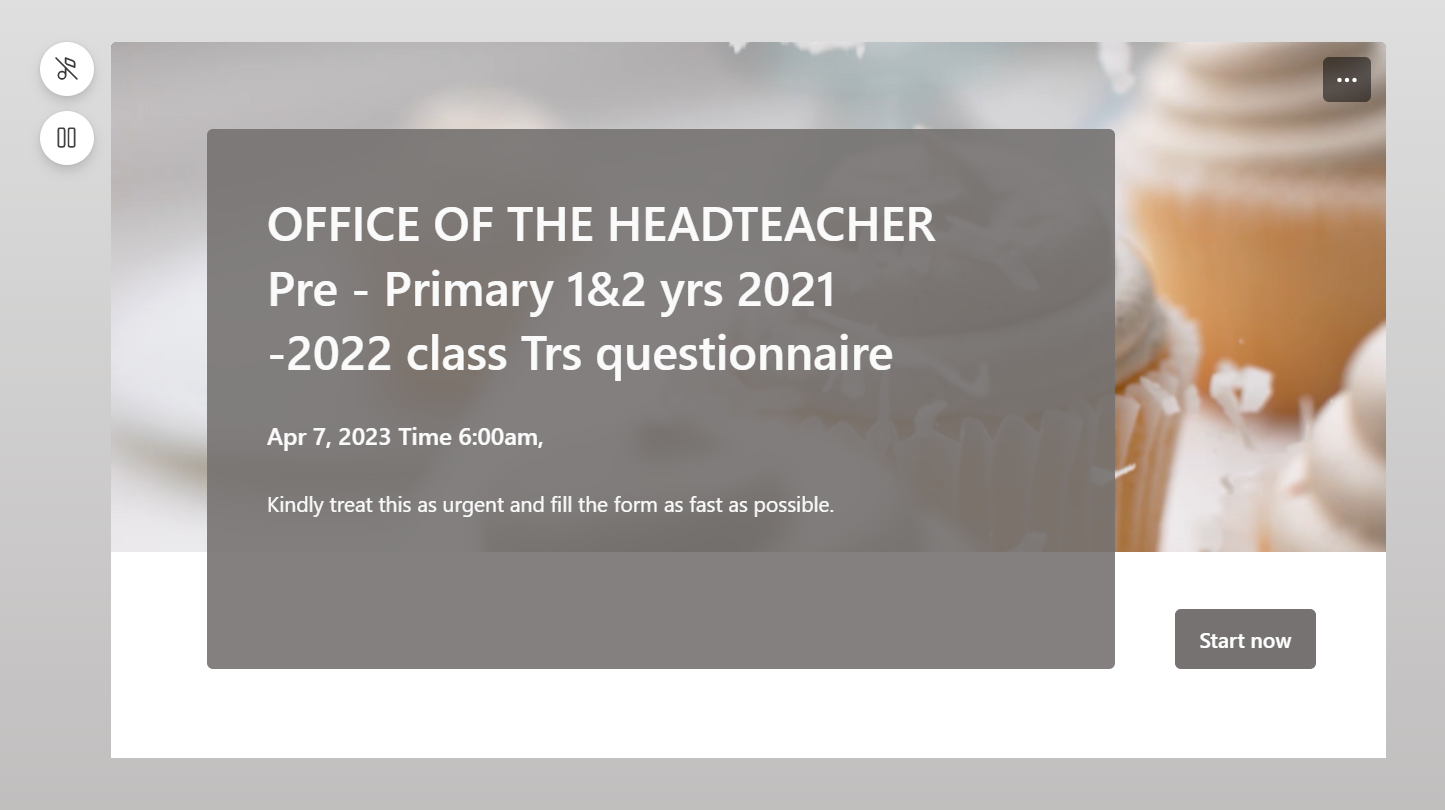 OFFICE OF THE HEADTEACHER
Pre - Primary 1&2 yrs 2021
-2022 class Trs questionnaire
Apr 7, 2023 Time 6:00am,
Kindly treat this as urgent and fill the form as fast as possible.
Start now